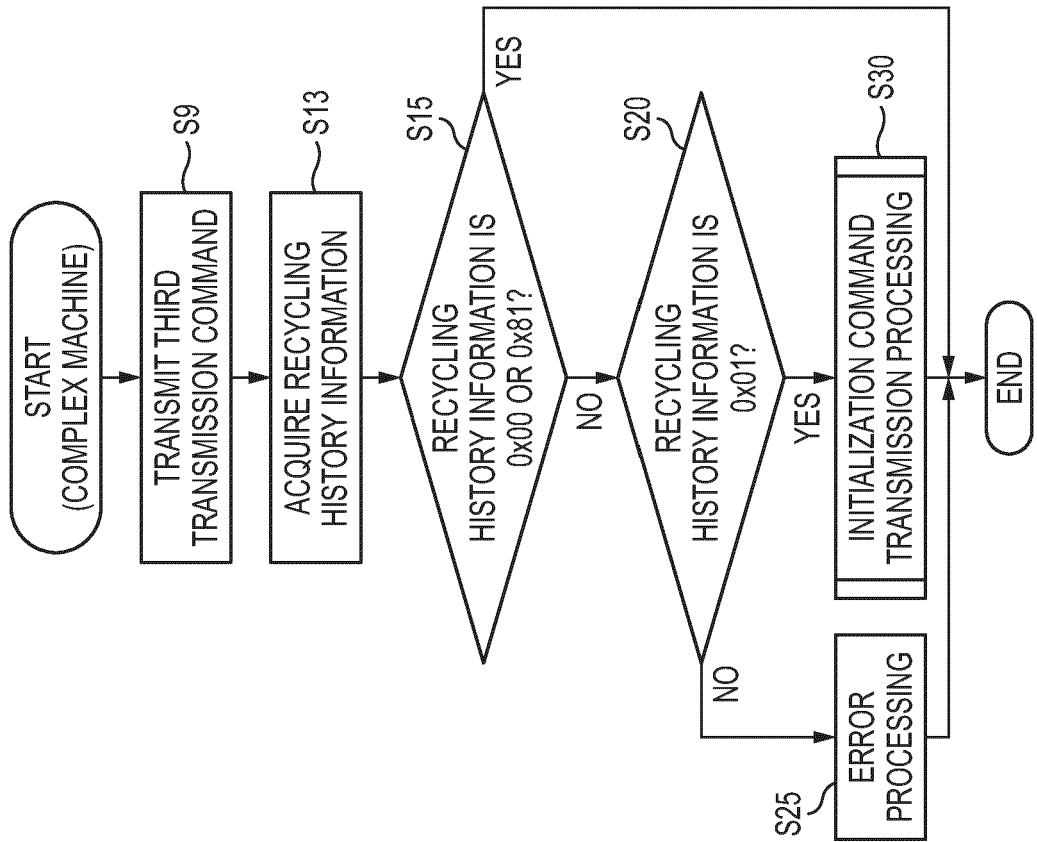 START
(COMPLEX MACHINE)
S9
TRANSMIT THIRD
TRANSMISSION COMMAND
S13
ACQUIRE RECYCLING
HISTORY INFORMATION
S15
RECYCLING
HISTORY INFORMATION IS
0x00 OR 0x81?
YES
NO
S20
RECYCLING
HISTORY INFORMATION IS
0x01?
NO
YES
S25
ERROR
PROCESSING
S30
INITIALIZATION COMMAND
TRANSMISSION PROCESSING
END